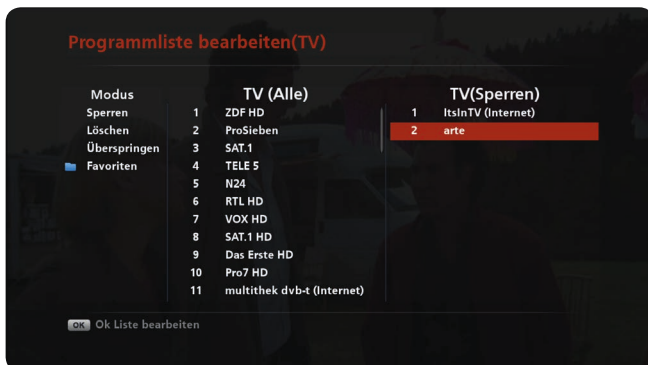 Programmliste bearbeiten(TV)
Modus
Sperren
Löschen
Überspringen
Favoriten
TV (Alle)
1 ZDF HD
2 ProSieben
3 SAT.1
4 TELE 5
5 N24
6 RTL HD
7 VOX HD
8 SAT.1 HD
9 Das Erste HD
10 Pro7 HD
11 multithek dvb-t (Internet)
TV(Sperren)
1 ItsInTV (Internet)
2 arte
OK Ok Liste bearbeiten